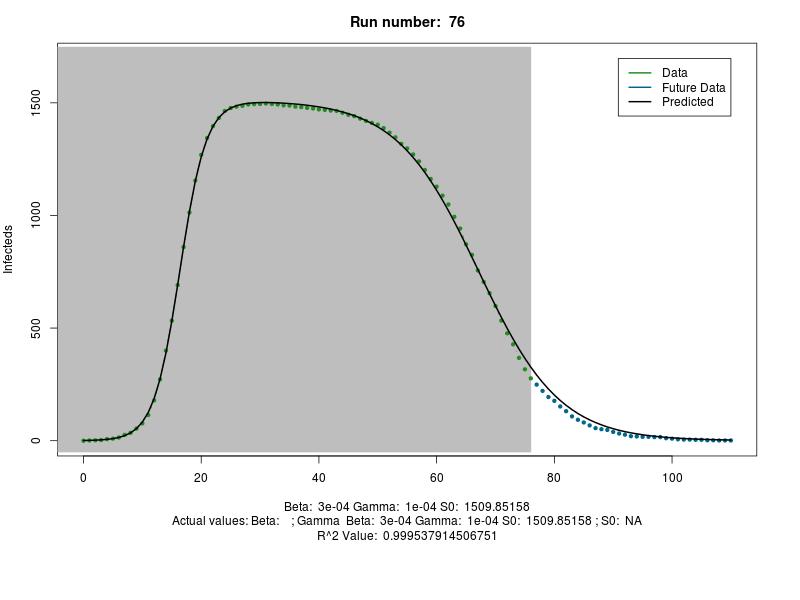 Run number:  76
Data
Future Data
Predicted
Infecteds
1500
1000
500
0
0 20 40 60 80 100
Beta:  3e-04 Gamma:  1e-04 S0:  1509.85158
Actual values: Beta:    ; Gamma  Beta:  3e-04 Gamma:  1e-04 S0:  1509.85158 ; S0:  NA
R^2 Value:  0.999537914506751